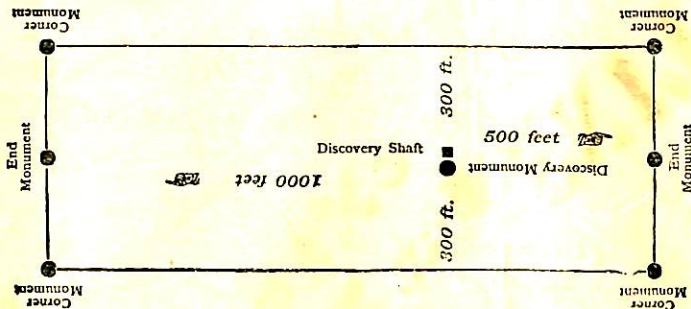 Corner
Monument
Corner
Monument
300 ft.
500 feet
End
Monument
Discovery Shaft
Discovery Monument
End
Monument
1000 feet
300 ft.
Corner
Monument
Corner
Monument